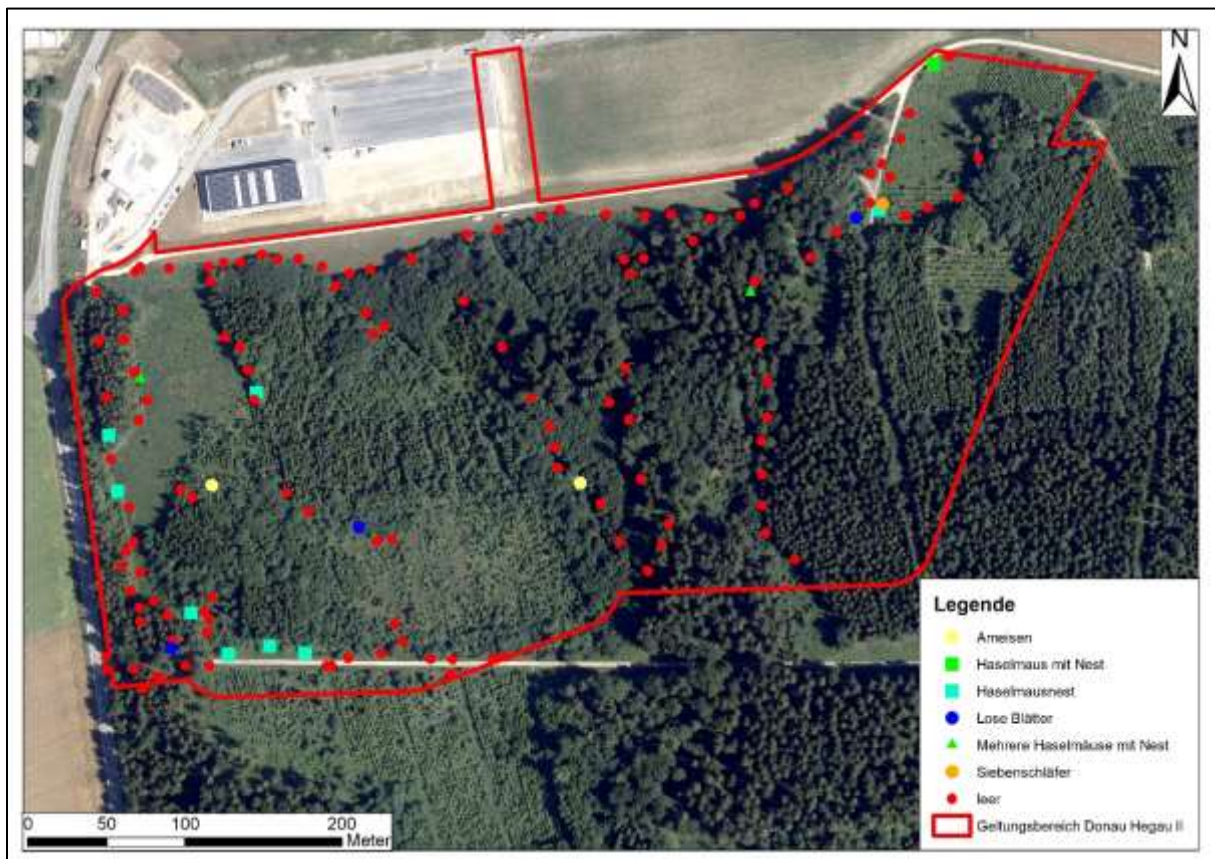 N
Legende
Ameisen
Haselmaus mit Nest
Haselmausnest
Lose Blätter
Mehrere Haselmäuse mit Nest
Siebenschläfer
leer
Geltungsbereich Donau Hegau II
0 50 100 200
Meter